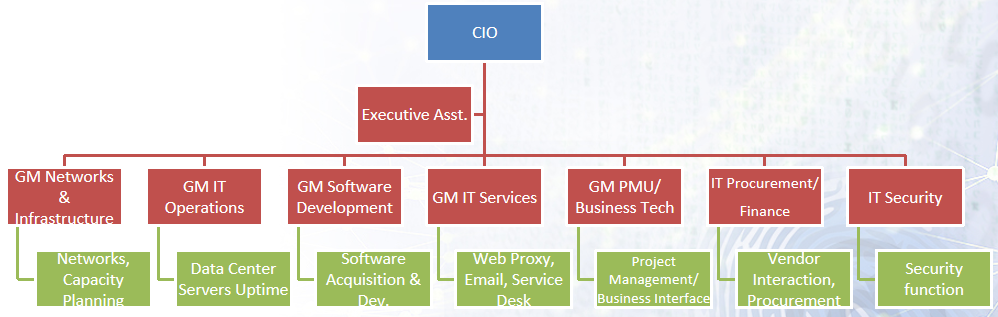 CIO
Executive Asst.
GM Networks
&
Infrastructure
GM IT
Operations
GM Software
Development
GM IT Services
GM PMU/
Business Tech
IT Procurement/
Finance
IT Security
Networks,
Capacity
Planning
Data Center
Servers Uptime
Software
Acquisition &
Dev.
Web Proxy,
Email, Service
Desk
Project
Management/
Business Interface
Vendor
Interaction,
Procurement
Security
function